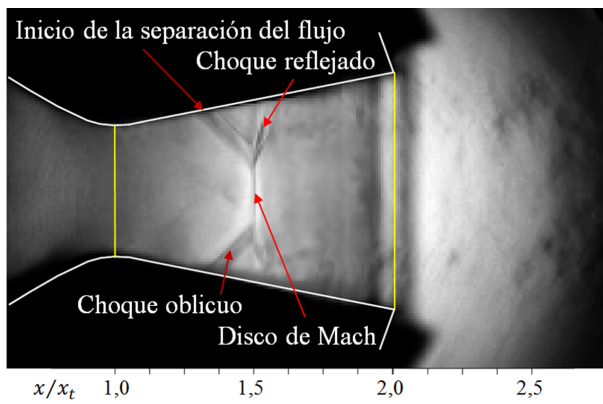 Inicio de la separación del flujo
Choque reflejado
Choque oblicuo
Disco de Mach
x/xₜ 1,0 1,5 2,0 2,5